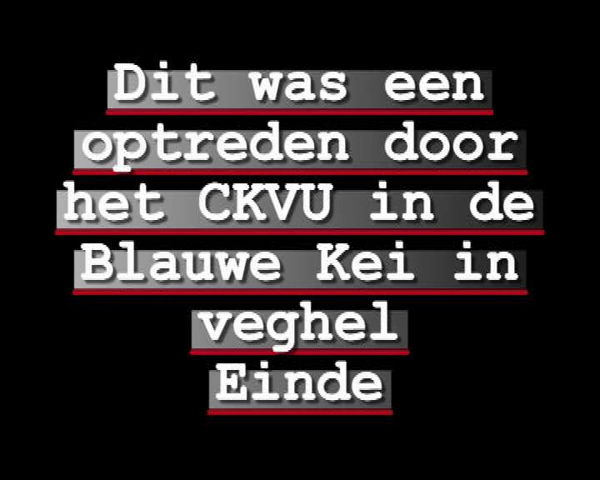 Dit was een
optreden door
het CKVU in de
Blauwe Kei in
veghel
Einde